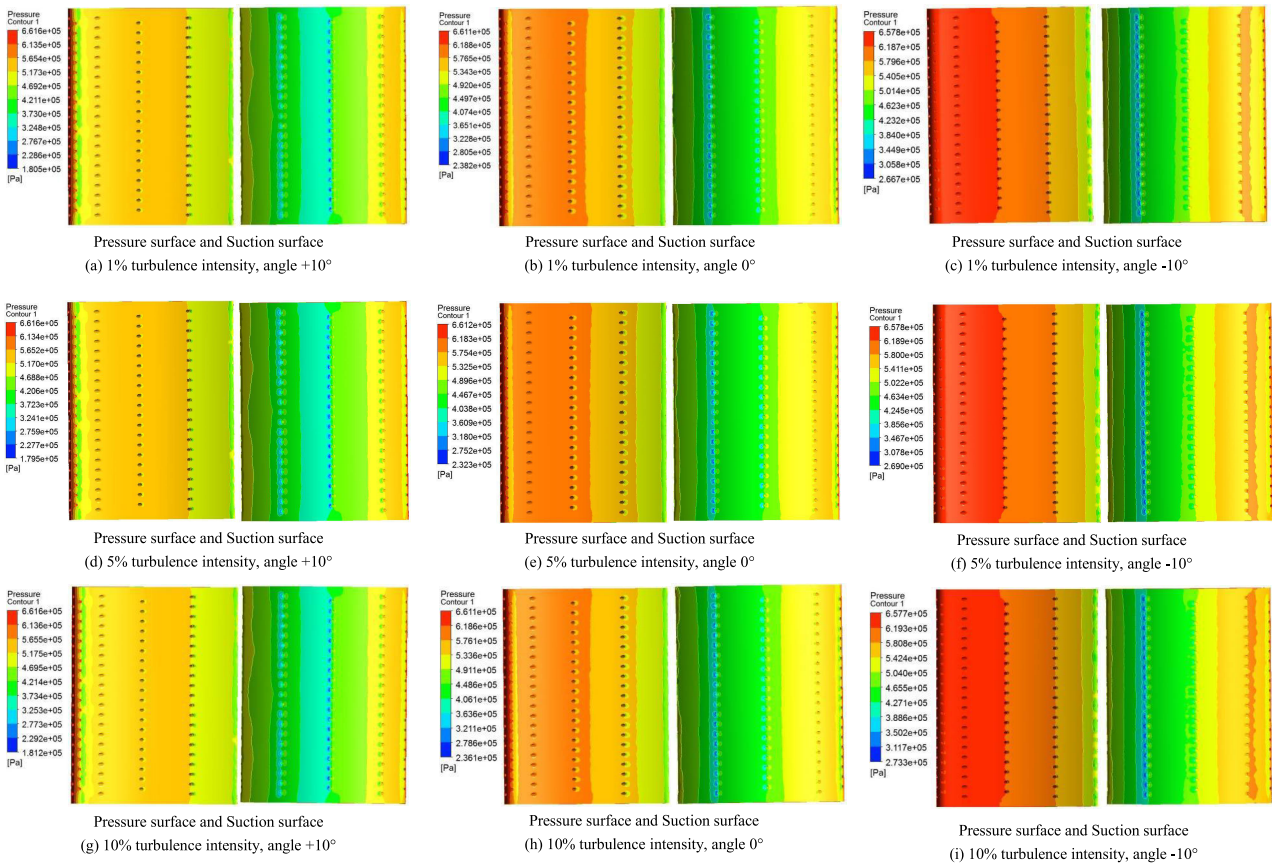 Pressure
Contour 1
6.616e+05
6.135e+05
5.654e+05
5.173e+05
4.692e+05
4.211e+05
3.730e+05
3.248e+05
2.767e+05
2.286e+05
1.805e+05
[Pa]
Pressure surface and Suction surface
(a) 1% turbulence intensity, angle +10°
Pressure
Contour 1
6.611e+05
6.188e+05
5.765e+05
5.343e+05
4.920e+05
4.497e+05
4.074e+05
3.651e+05
3.228e+05
2.805e+05
2.382e+05
[Pa]
Pressure surface and Suction surface
(b) 1% turbulence intensity, angle 0°
Pressure
Contour 1
6.578e+05
6.187e+05
5.796e+05
5.405e+05
5.014e+05
4.623e+05
4.232e+05
3.840e+05
3.449e+05
3.058e+05
2.667e+05
[Pa]
Pressure surface and Suction surface
(c) 1% turbulence intensity, angle -10°
Pressure
Contour 1
6.616e+05
6.134e+05
5.652e+05
5.170e+05
4.688e+05
4.206e+05
3.723e+05
3.241e+05
2.759e+05
2.277e+05
1.795e+05
[Pa]
Pressure surface and Suction surface
(d) 5% turbulence intensity, angle +10°
Pressure
Contour 1
6.612e+05
6.183e+05
5.754e+05
5.325e+05
4.896e+05
4.467e+05
4.038e+05
3.609e+05
3.180e+05
2.752e+05
2.323e+05
[Pa]
Pressure surface and Suction surface
(e) 5% turbulence intensity, angle 0°
Pressure
Contour 1
6.578e+05
6.189e+05
5.800e+05
5.411e+05
5.022e+05
4.634e+05
4.245e+05
3.856e+05
3.467e+05
3.078e+05
2.690e+05
[Pa]
Pressure surface and Suction surface
(f) 5% turbulence intensity, angle -10°
Pressure
Contour 1
6.616e+05
6.136e+05
5.655e+05
5.175e+05
4.695e+05
4.214e+05
3.734e+05
3.253e+05
2.773e+05
2.292e+05
1.812e+05
[Pa]
Pressure surface and Suction surface
(g) 10% turbulence intensity, angle +10°
Pressure
Contour 1
6.611e+05
6.186e+05
5.761e+05
5.336e+05
4.911e+05
4.486e+05
4.061e+05
3.636e+05
3.211e+05
2.786e+05
2.361e+05
[Pa]
Pressure surface and Suction surface
(h) 10% turbulence intensity, angle 0°
Pressure
Contour 1
6.577e+05
6.193e+05
5.808e+05
5.424e+05
5.040e+05
4.655e+05
4.271e+05
3.886e+05
3.502e+05
3.117e+05
2.733e+05
[Pa]
Pressure surface and Suction surface
(i) 10% turbulence intensity, angle -10°